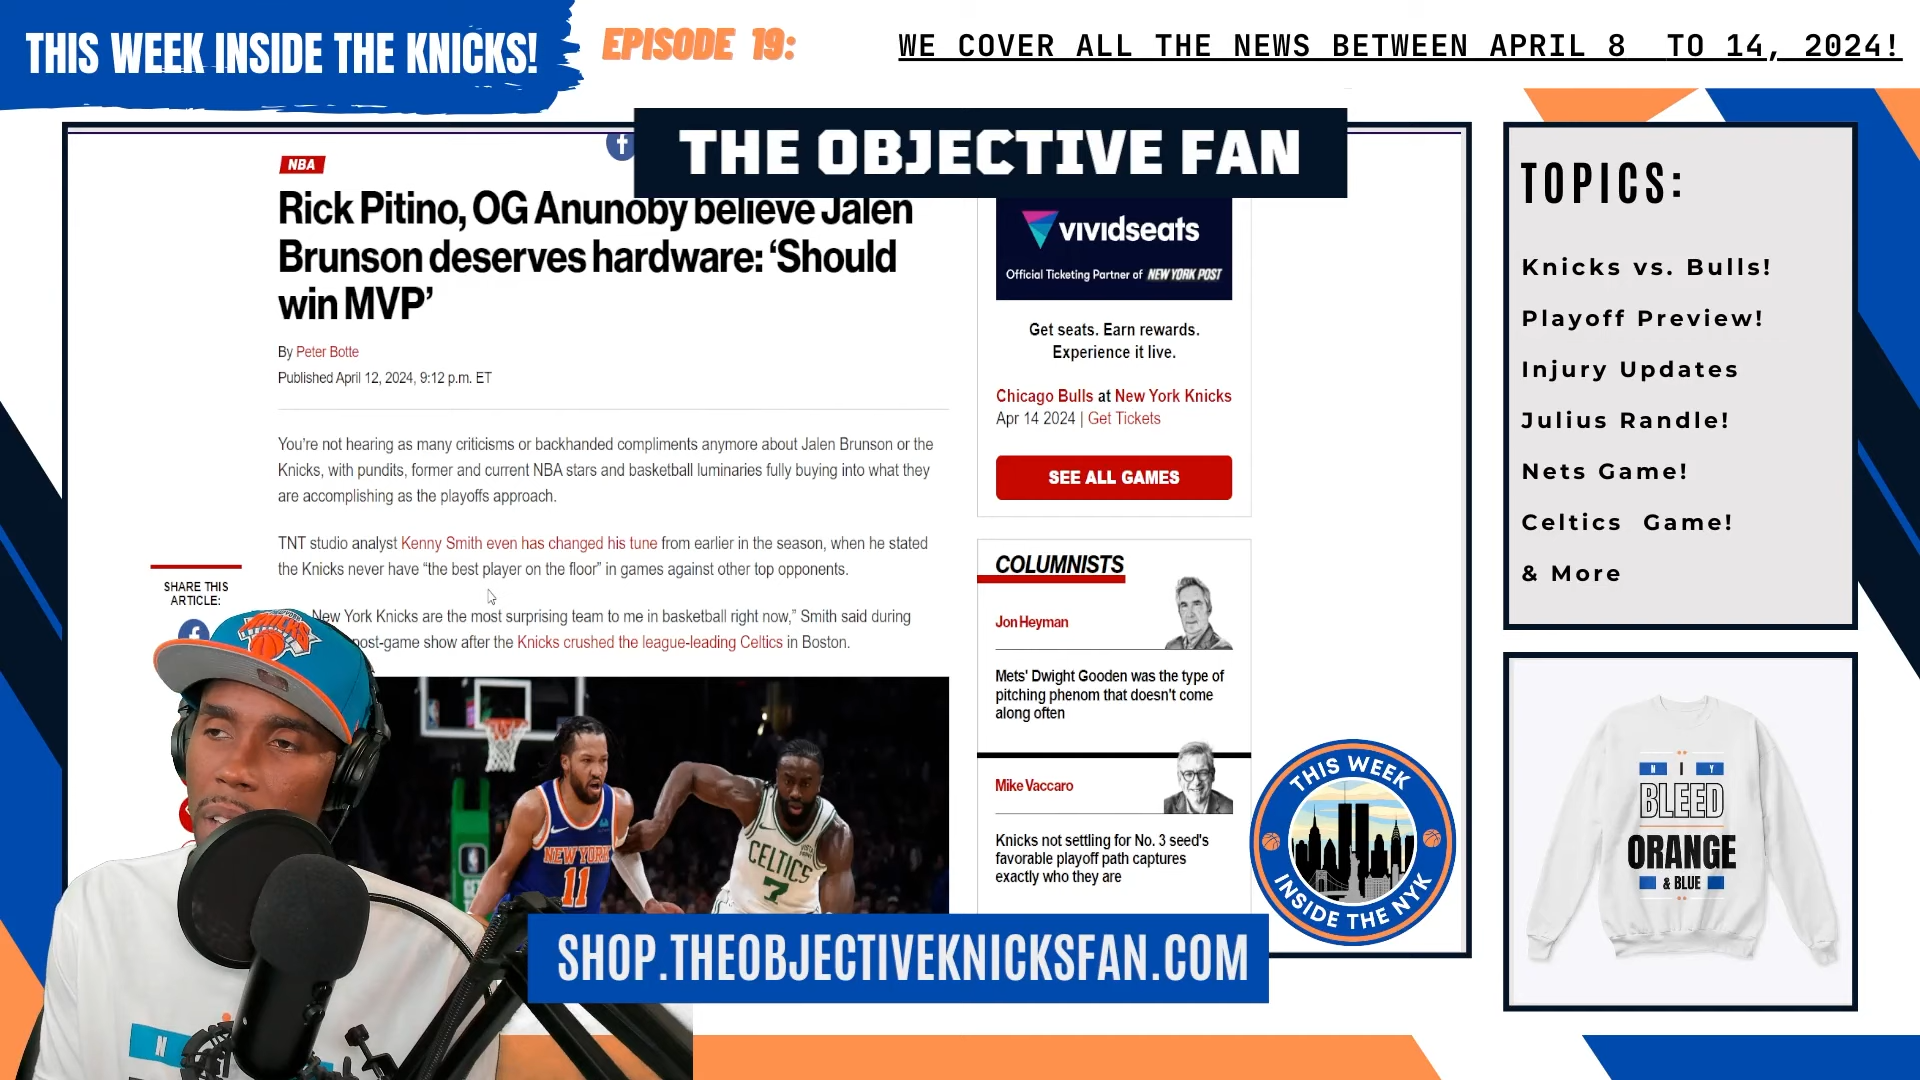 THIS WEEK INSIDE THE KNICKS!
EPISODE 19:
WE COVER ALL THE NEWS BETWEEN APRIL 8 TO 14, 2024!
THE OBJECTIVE FAN
NBA
Rick Pitino, OG Anunoby believe Jalen
Brunson deserves hardware: ‘Should
win MVP’
By Peter Botte
Published April 12, 2024, 9:12 p.m. ET
You’re not hearing as many criticisms or backhanded compliments anymore about Jalen Brunson or the
Knicks, with pundits, former and current NBA stars and basketball luminaries fully buying into what they
are accomplishing as the playoffs approach.
TNT studio analyst Kenny Smith even has changed his tune from earlier in the season, when he stated
the Knicks never have “the best player on the floor” in games against other top opponents.
New York Knicks are the most surprising team to me in basketball right now,” Smith said during
post-game show after the Knicks crushed the league-leading Celtics in Boston.
SHARE THIS
ARTICLE:
KNICKS
NEW YORK
11
CELTICS
7
vividseats
Official Ticketing Partner of NEW YORK POST
Get seats. Earn rewards.
Experience it live.
Chicago Bulls at New York Knicks
Apr 14 2024 | Get Tickets
SEE ALL GAMES
COLUMNISTS
Jon Heyman
Mets' Dwight Gooden was the type of
pitching phenom that doesn't come
along often
Mike Vaccaro
Knicks not settling for No. 3 seed's
favorable playoff path captures
exactly who they are
THIS WEEK
INSIDE THE NYK
SHOP.THEOBJECTIVEKNICKSFAN.COM
TOPICS:
Knicks vs. Bulls!
Playoff Preview!
Injury Updates
Julius Randle!
Nets Game!
Celtics Game!
& More
N I Y
BLEED
ORANGE
& BLUE
N